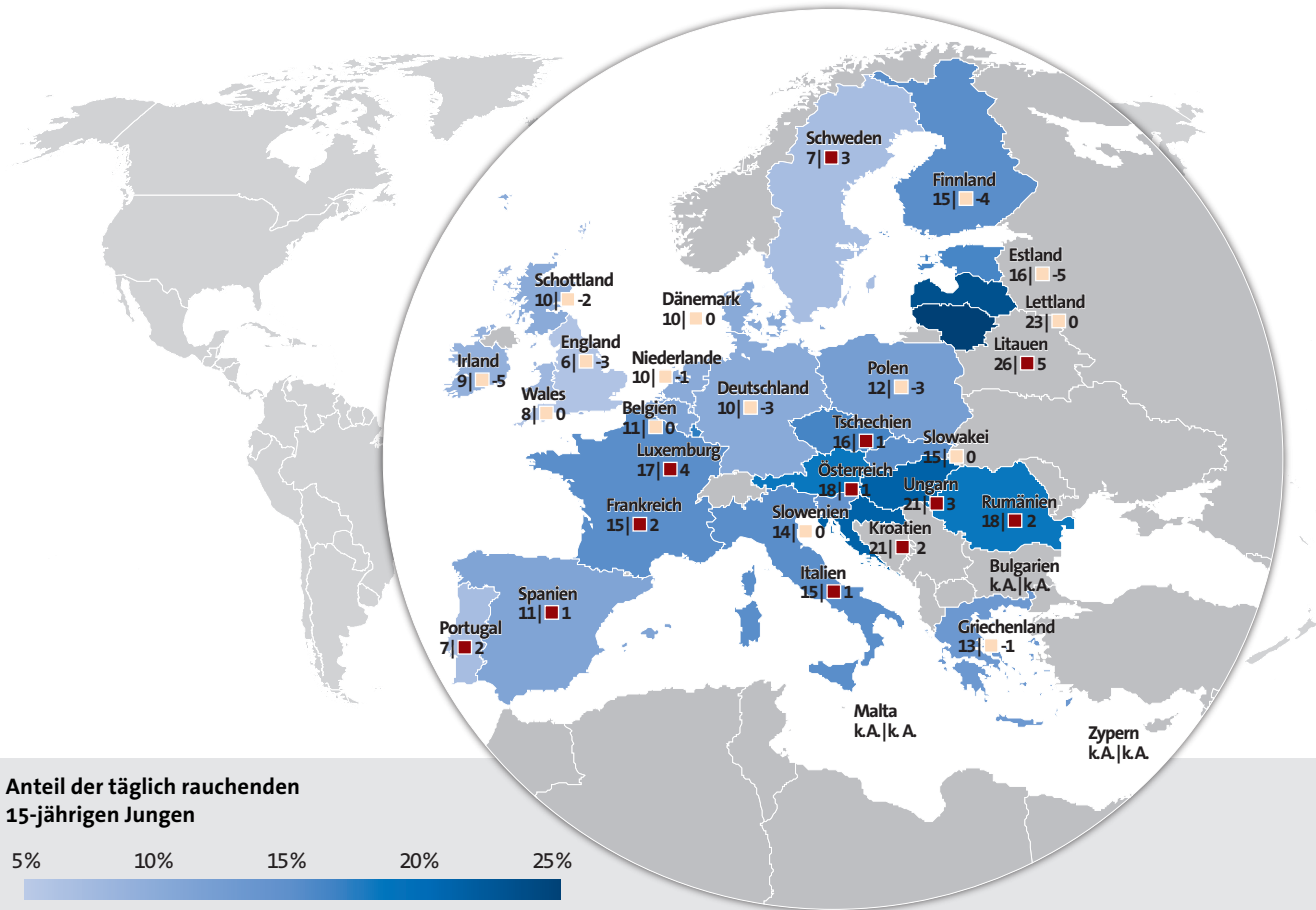 Schweden
7 3
Finnland
15 -4
Estland
16 -5
Lettland
23 0
Litauen
26 5
Schottland
10 -2
Dänemark
10 0
England
6 -3
Irland
9 -5
Niederlande
10 -1
Wales
8 0
Deutschland
10 -3
Polen
12 -3
Belgien
11 0
Tschechien
16 1
Slowakei
15 0
Luxemburg
17 4
Österreich
18 1
Ungarn
21 3
Rumänien
18 2
Frankreich
15 2
Slowenien
14 0
Kroatien
21 2
Bulgarien
k.A.|k.A.
Italien
15 1
Spanien
11 1
Portugal
7 2
Griechenland
13 -1
Malta
k.A.|k. A.
Zypern
k.A.|k.A.
Anteil der täglich rauchenden
15-jährigen Jungen
5% 10% 15% 20% 25%